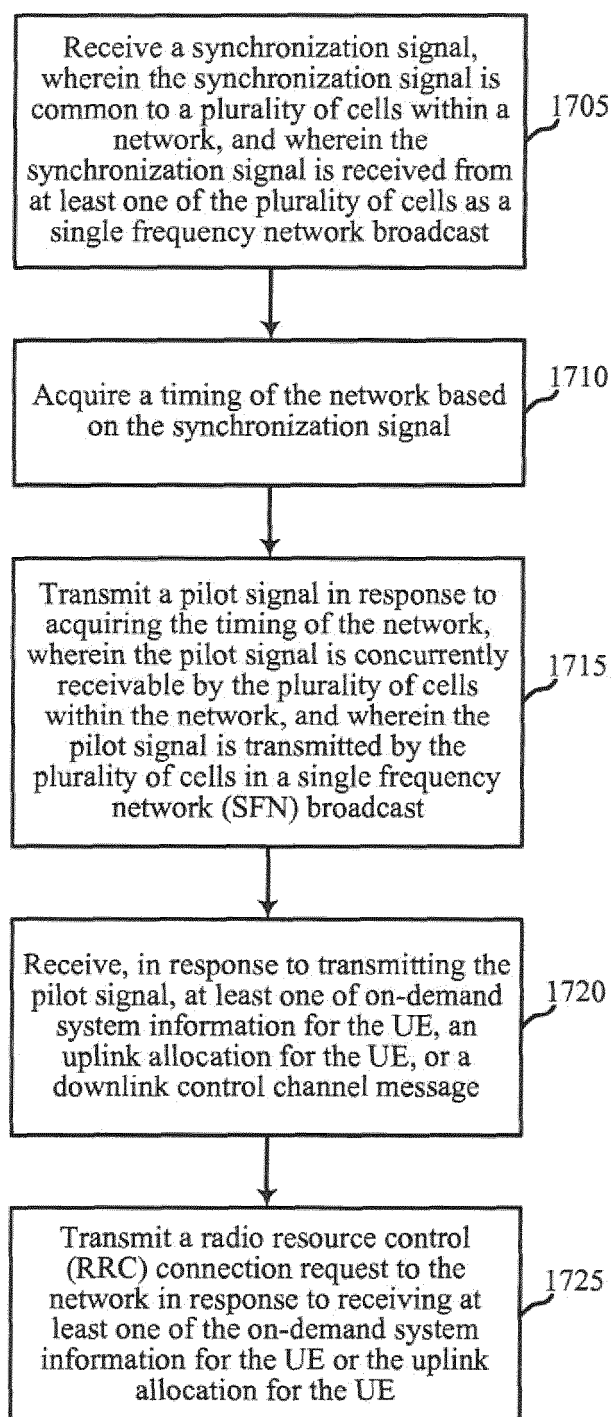 Receive a synchronization signal,
wherein the synchronization signal is
common to a plurality of cells within a
network, and wherein the
synchronization signal is received from
at least one of the plurality of cells as a
single frequency network broadcast
1705
Acquire a timing of the network based
on the synchronization signal
1710
Transmit a pilot signal in response to
acquiring the timing of the network,
wherein the pilot signal is concurrently
receivable by the plurality of cells
within the network, and wherein the
pilot signal is transmitted by the
plurality of cells in a single frequency
network (SFN) broadcast
1715
Receive, in response to transmitting the
pilot signal, at least one of on-demand
system information for the UE, an
uplink allocation for the UE, or a
downlink control channel message
1720
Transmit a radio resource control
(RRC) connection request to the
network in response to receiving at
least one of the on-demand system
information for the UE or the uplink
allocation for the UE
1725